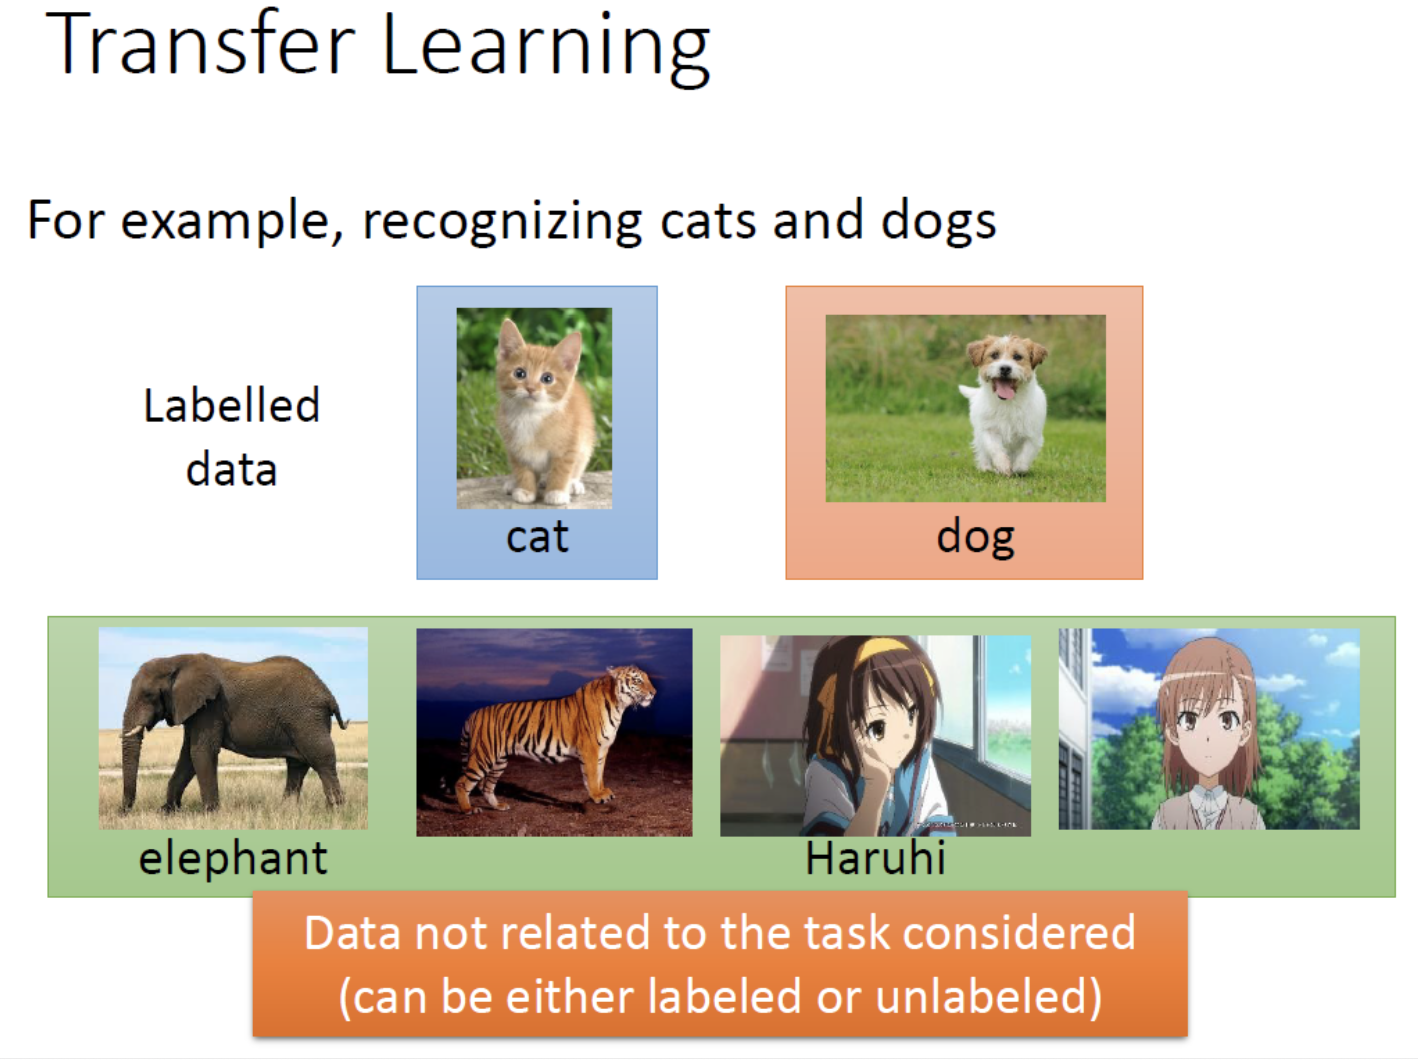 Transfer Learning
For example, recognizing cats and dogs
Labelled
data
cat
dog
elephant
Haruhi
Data not related to the task considered
(can be either labeled or unlabeled)